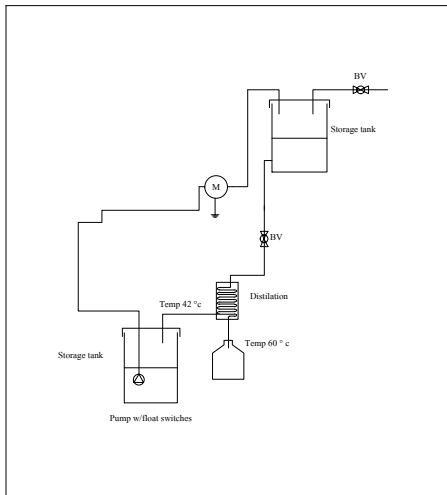 BV
Storage tank
M
BV
Distilation
Temp 42 °c
Temp 60 ° c
Storage tank
Pump w/float switches